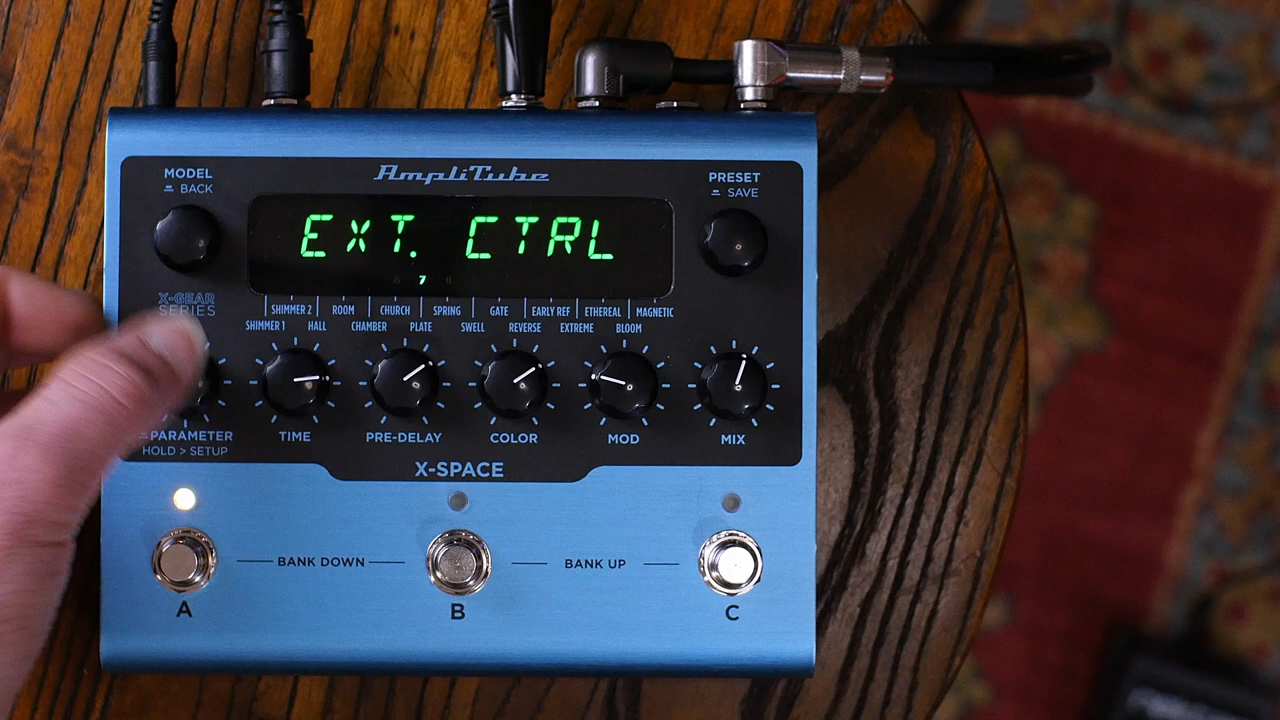 MODEL
BACK
AmpliTube
PRESET
SAVE
EXT. CTRL
6 7 8
X-GEAR
SERIES
SHIMMER 2 ROOM CHURCH SPRING GATE EARLY REF ETHEREAL MAGNETIC
SHIMMER 1 HALL CHAMBER PLATE SWELL REVERSE EXTREME BLOOM
PARAMETER
HOLD > SETUP
TIME
PRE-DELAY
COLOR
MOD
MIX
X-SPACE
BANK DOWN
BANK UP
A
B
C